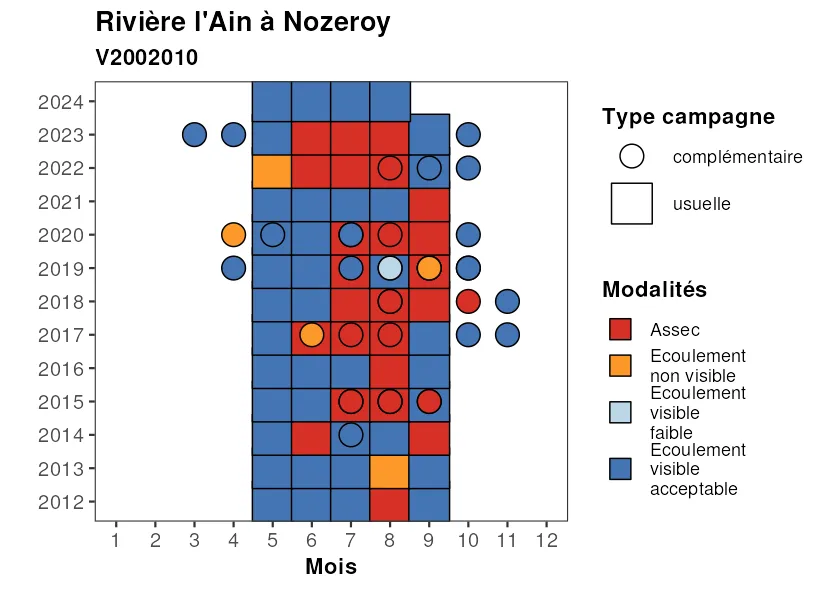 Rivière l'Ain à Nozeroy
V2002010
2024
2023
2022
2021
2020
2019
2018
2017
2016
2015
2014
2013
2012
1 2 3 4 5 6 7 8 9 10 11 12
Mois
Type campagne
complémentaire
usuelle
Modalités
Assec
Ecoulement
non visible
Ecoulement
visible
faible
Ecoulement
visible
acceptable